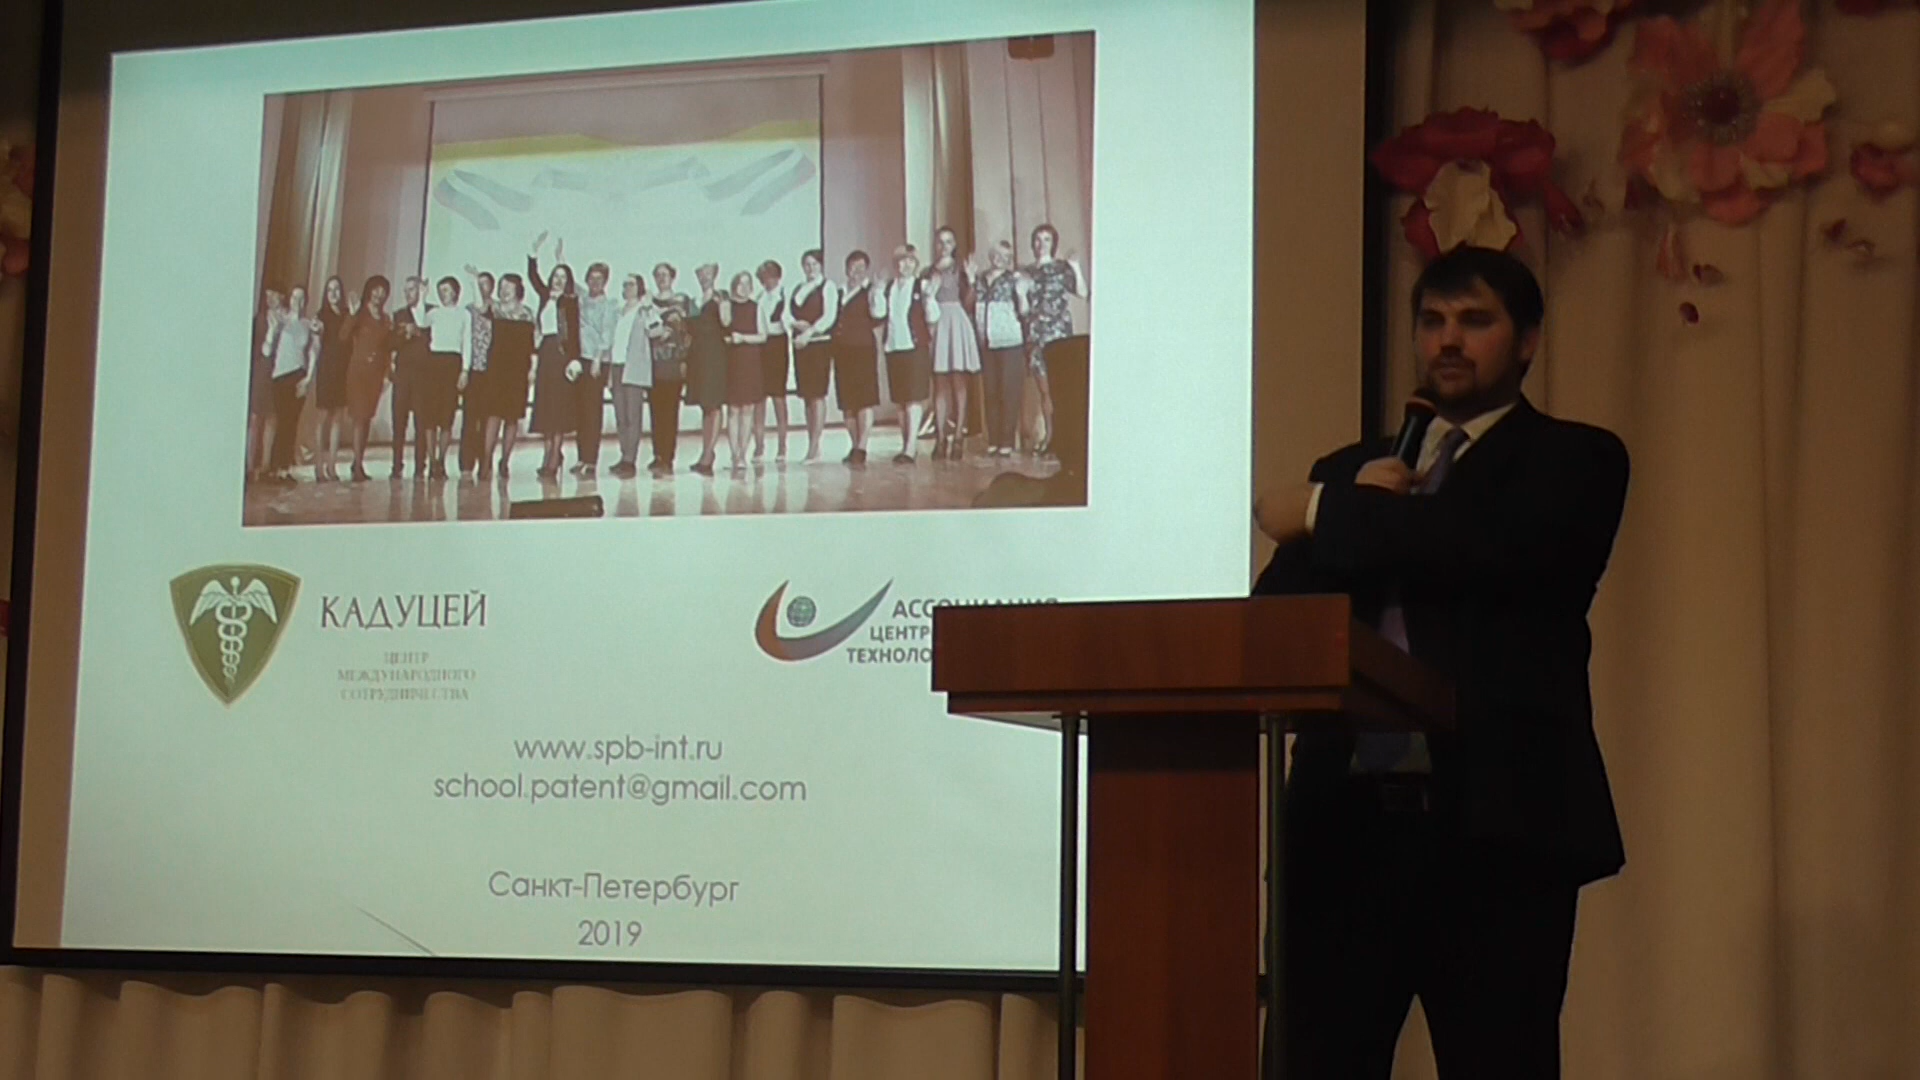 КАДУЦЕЙ
ЦЕНТР
МЕЖДУНАРОДНОГО
СОТРУДНИЧЕСТВА
www.spb-int.ru
school.patent@gmail.com
Санкт-Петербург
2019